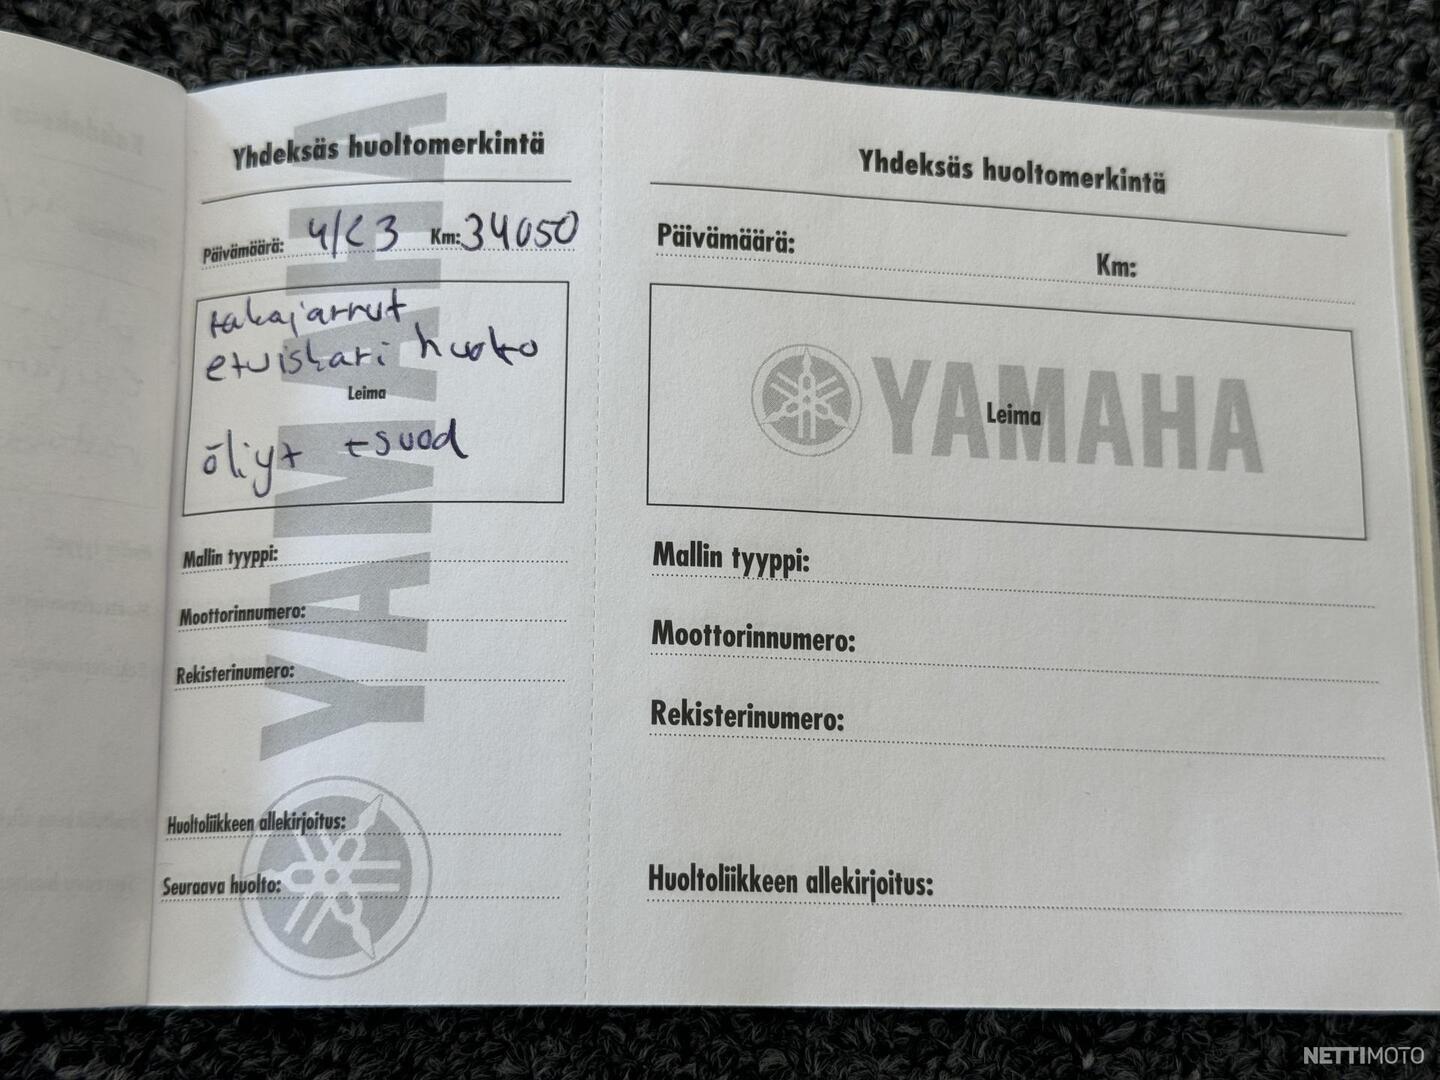 Yhdeksäs huoltomerkintä
Päivämäärä: 4/23 Km: 34050
takajarrut
etuiskari huolto
Leima
öljyt + suod
Mallin tyyppi:
Moottorinnumero:
Rekisterinumero:
Huoltoliikkeen allekirjoitus:
Seuraava huolto:
YAMAHA
Yhdeksäs huoltomerkintä
Päivämäärä:
Km:
YAMAHA
Leima
Mallin tyyppi:
Moottorinnumero:
Rekisterinumero:
Huoltoliikkeen allekirjoitus:
NETTIMOTO